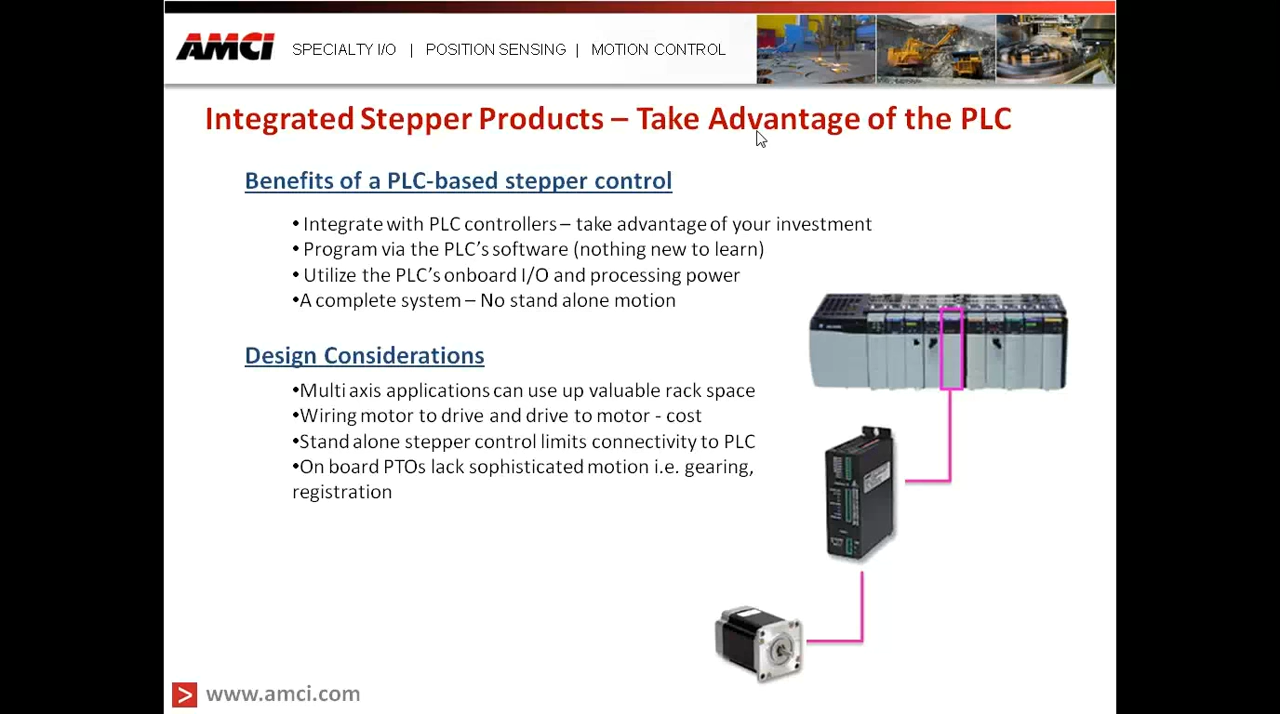 AMCI SPECIALTY I/O | POSITION SENSING | MOTION CONTROL
Integrated Stepper Products – Take Advantage of the PLC
Benefits of a PLC-based stepper control
• Integrate with PLC controllers – take advantage of your investment
• Program via the PLC's software (nothing new to learn)
• Utilize the PLC's onboard I/O and processing power
•A complete system – No stand alone motion
Design Considerations
•Multi axis applications can use up valuable rack space
•Wiring motor to drive and drive to motor - cost
•Stand alone stepper control limits connectivity to PLC
•On board PTOs lack sophisticated motion i.e. gearing,
registration
> www.amci.com